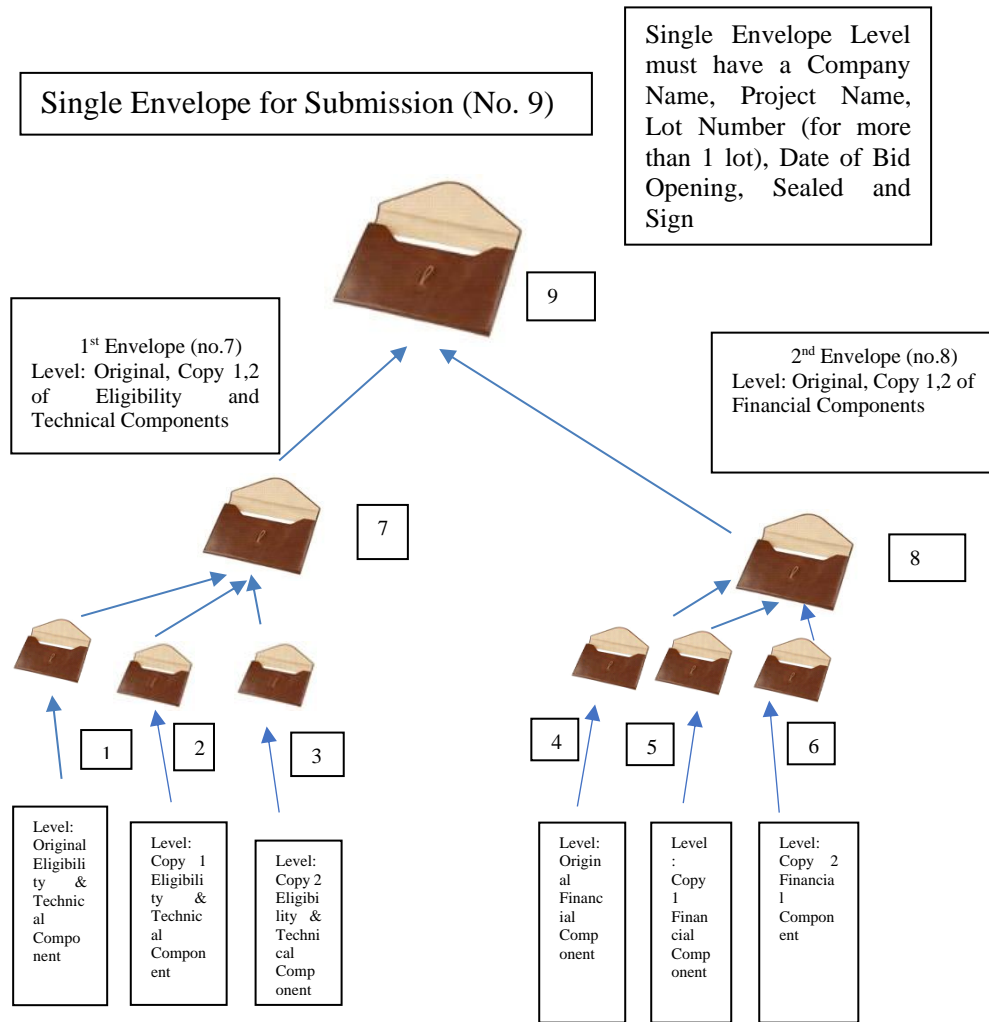 Single Envelope for Submission (No. 9)
Single Envelope Level
must have a Company
Name, Project Name,
Lot Number (for more
than 1 lot), Date of Bid
Opening, Sealed and
Sign
9
1st Envelope (no.7)
Level: Original, Copy 1,2
of Eligibility and
Technical Components
2nd Envelope (no.8)
Level: Original, Copy 1,2 of
Financial Components
7
8
1
2
3
4
5
6
Level:
Original
Eligibil
ity &
Technic
al
Compo
nent
Level:
Copy 1
Eligibili
ty &
Technic
al
Compon
ent
Level:
Copy 2
Eligibi
lity &
Techni
cal
Comp
onent
Level:
Origin
al
Financ
ial
Comp
onent
Level
:
Copy
1
Finan
cial
Comp
onent
Level:
Copy 2
Financia
l
Compon
ent